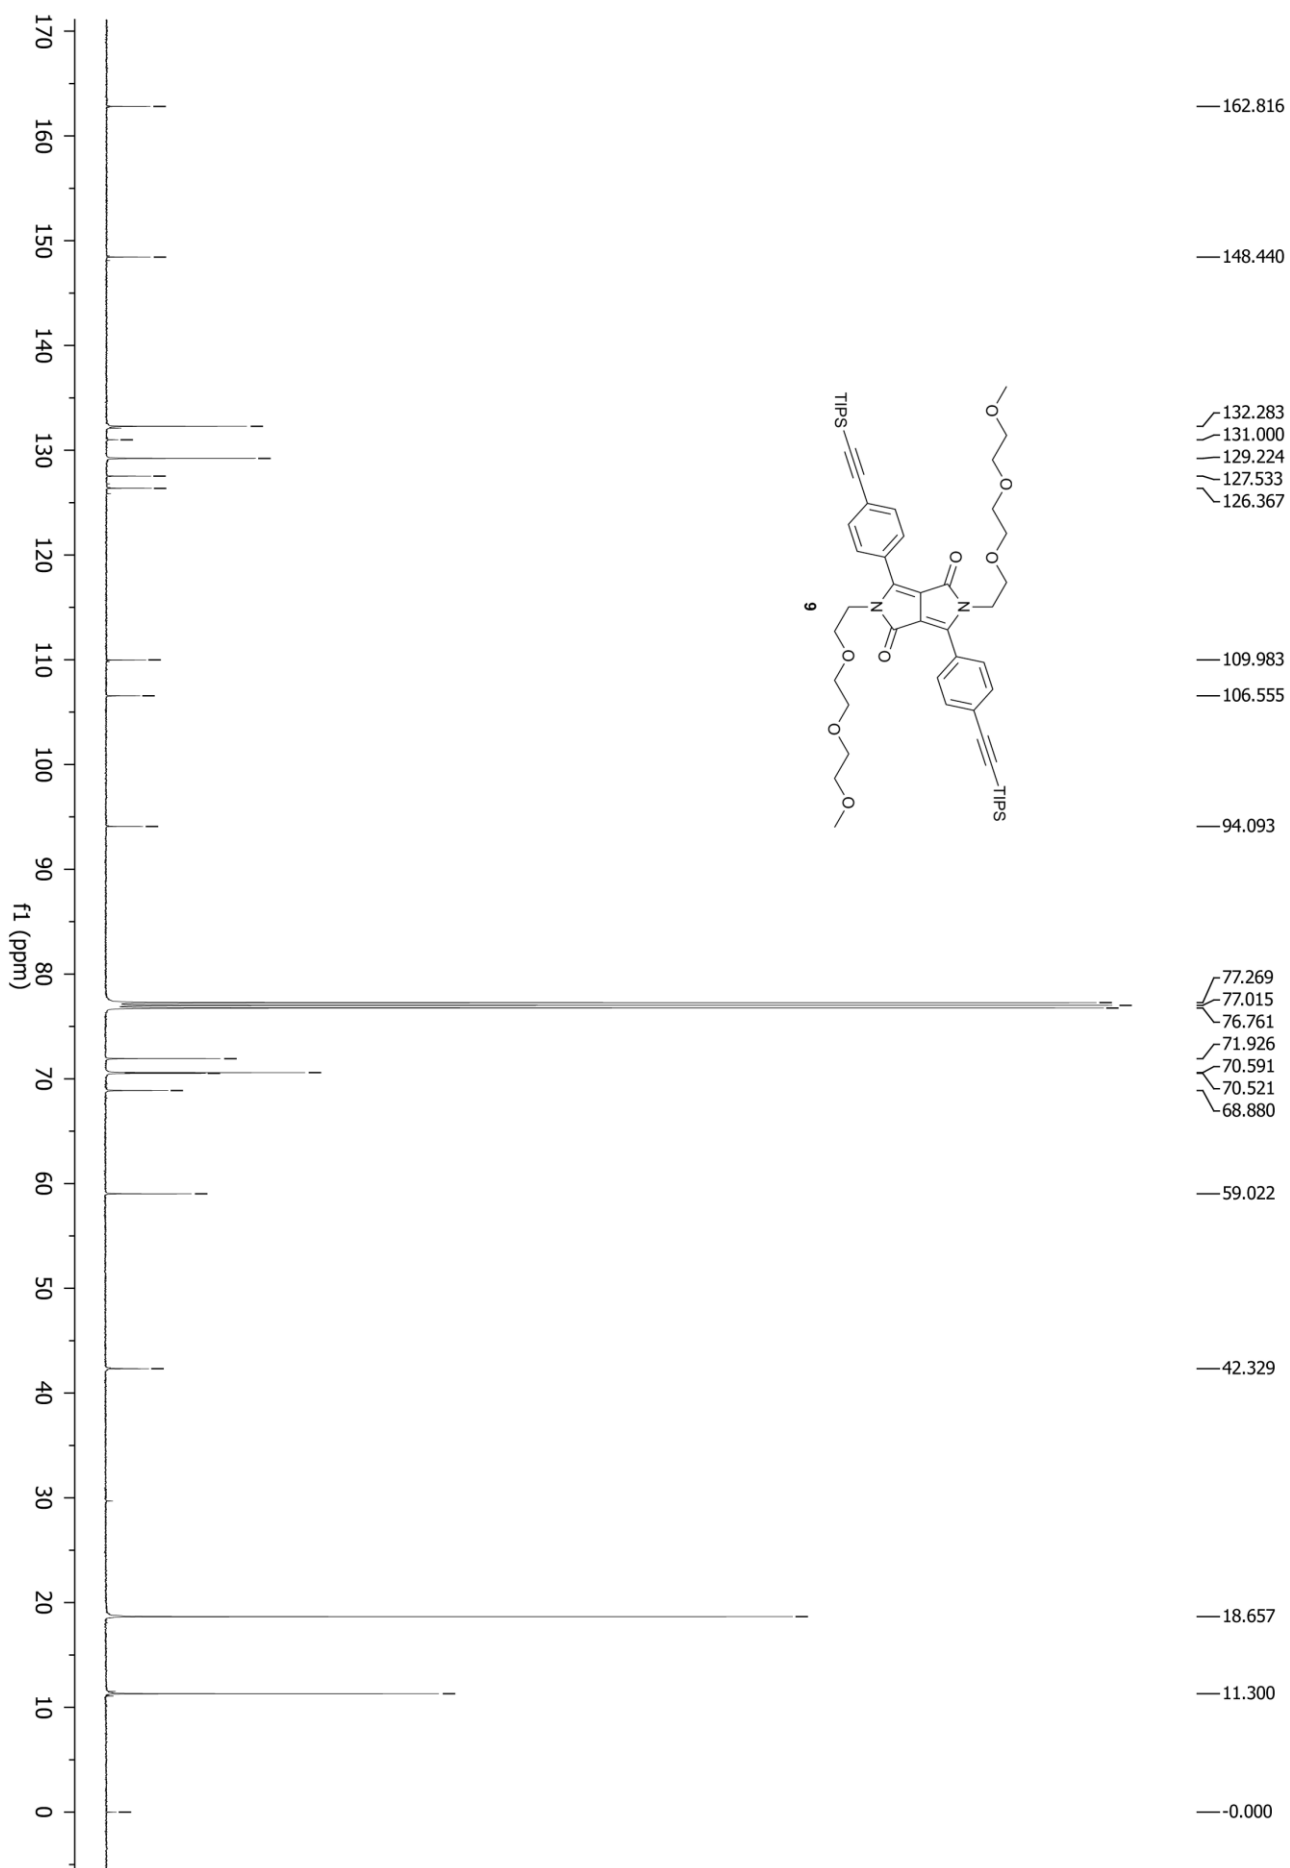 162.816
148.440
132.283
131.000
129.224
127.533
126.367
109.983
106.555
94.093
77.269
77.015
76.761
71.926
70.591
70.521
68.880
59.022
42.329
18.657
11.300
-0.000
TIPS
O
O
O
O
N
N
O
O
O
O
TIPS
6
170 160 150 140 130 120 110 100 90 80 70 60 50 40 30 20 10 0
f1 (ppm)